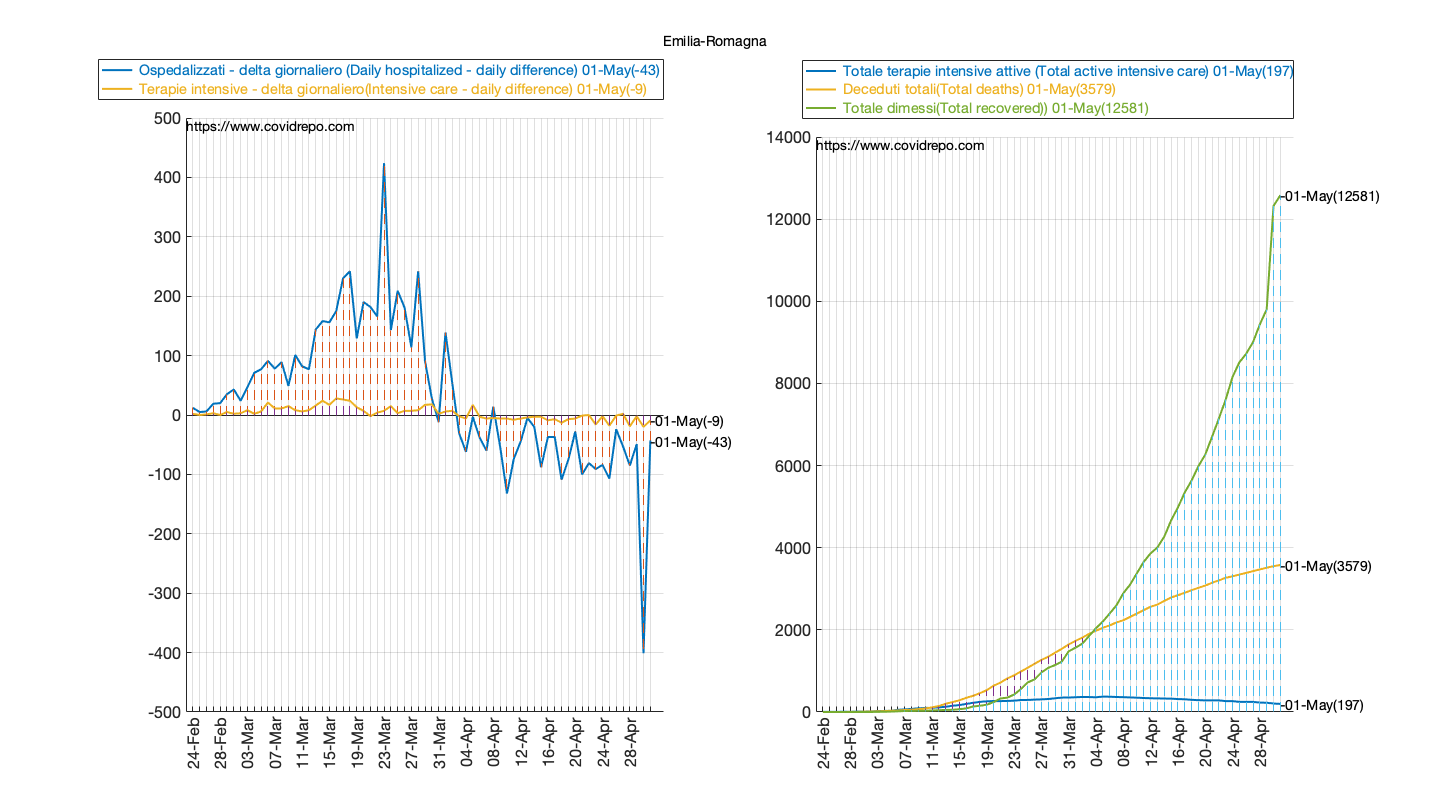 Emilia-Romagna
Ospedalizzati - delta giornaliero (Daily hospitalized - daily difference) 01-May(-43)
Terapie intensive - delta giornaliero(Intensive care - daily difference) 01-May(-9)
https://www.covidrepo.com
500
400
300
200
100
0
-100
-200
-300
-400
-500
01-May(-9)
01-May(-43)
24-Feb
28-Feb
03-Mar
07-Mar
11-Mar
15-Mar
19-Mar
23-Mar
27-Mar
31-Mar
04-Apr
08-Apr
12-Apr
16-Apr
20-Apr
24-Apr
28-Apr
Totale terapie intensive attive (Total active intensive care) 01-May(197)
Deceduti totali(Total deaths) 01-May(3579)
Totale dimessi(Total recovered)) 01-May(12581)
https://www.covidrepo.com
14000
12000
10000
8000
6000
4000
2000
0
01-May(12581)
01-May(3579)
01-May(197)
24-Feb
28-Feb
03-Mar
07-Mar
11-Mar
15-Mar
19-Mar
23-Mar
27-Mar
31-Mar
04-Apr
08-Apr
12-Apr
16-Apr
20-Apr
24-Apr
28-Apr